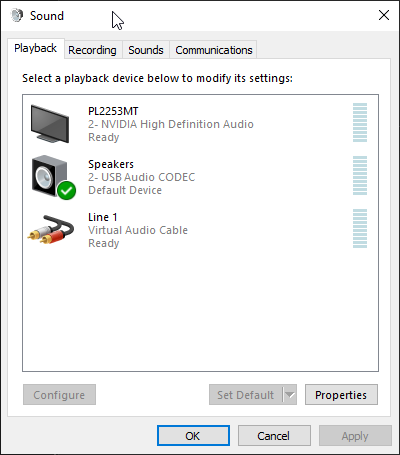 Sound
Playback Recording Sounds Communications
Select a playback device below to modify its settings:
PL2253MT
2- NVIDIA High Definition Audio
Ready
Speakers
2- USB Audio CODEC
Default Device
Line 1
Virtual Audio Cable
Ready
Configure Set Default Properties
OK Cancel Apply